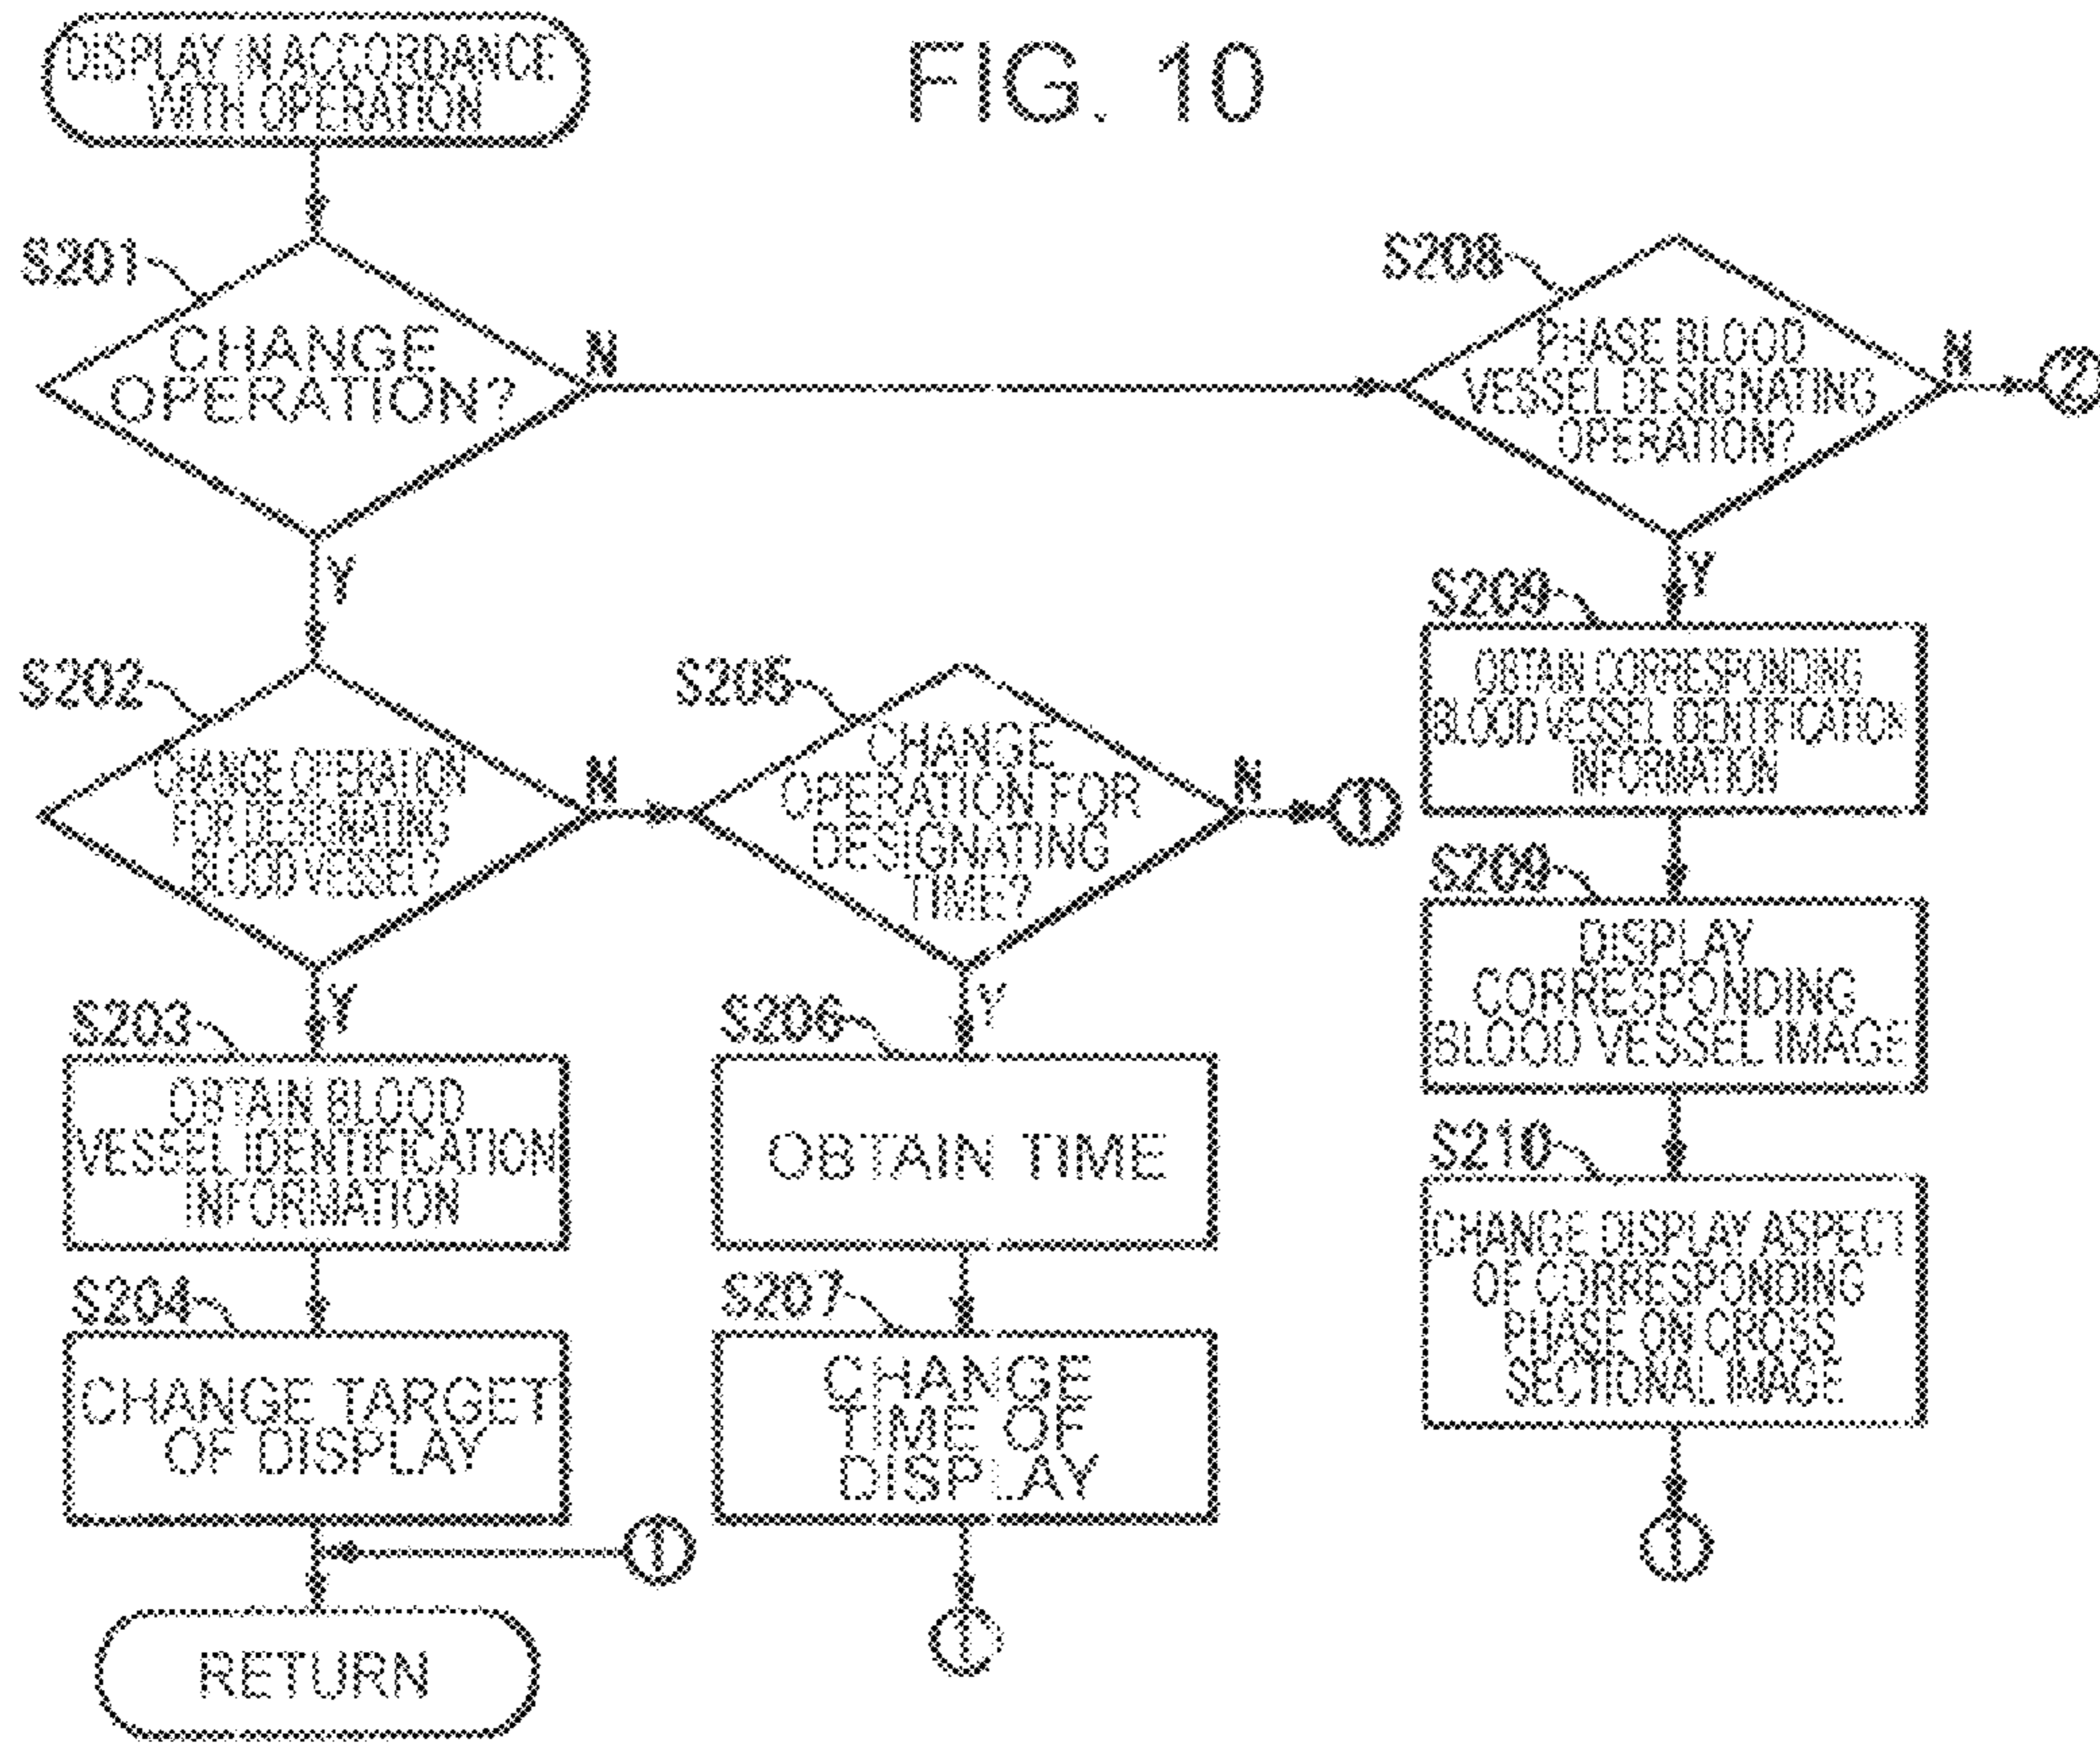 FIG. 10
DISPLAY IN ACCORDANCE
WITH OPERATION
S201
CHANGE
OPERATION?
N
Y
S202
CHANGE OPERATION
FOR DESIGNATING
BLOOD VESSEL?
N
Y
S203
OBTAIN BLOOD
VESSEL IDENTIFICATION
INFORMATION
S204
CHANGE TARGET
OF DISPLAY
1
RETURN
S205
CHANGE
OPERATION FOR
DESIGNATING
TIME?
N
1
Y
S206
OBTAIN TIME
S207
CHANGE
TIME OF
DISPLAY
1
S208
PHASE BLOOD
VESSEL DESIGNATING
OPERATION?
N
2
Y
S209
OBTAIN CORRESPONDING
BLOOD VESSEL IDENTIFICATION
INFORMATION
S209
DISPLAY
CORRESPONDING
BLOOD VESSEL IMAGE
S210
CHANGE DISPLAY ASPECT
OF CORRESPONDING
PHASE ON CROSS
SECTIONAL IMAGE
1